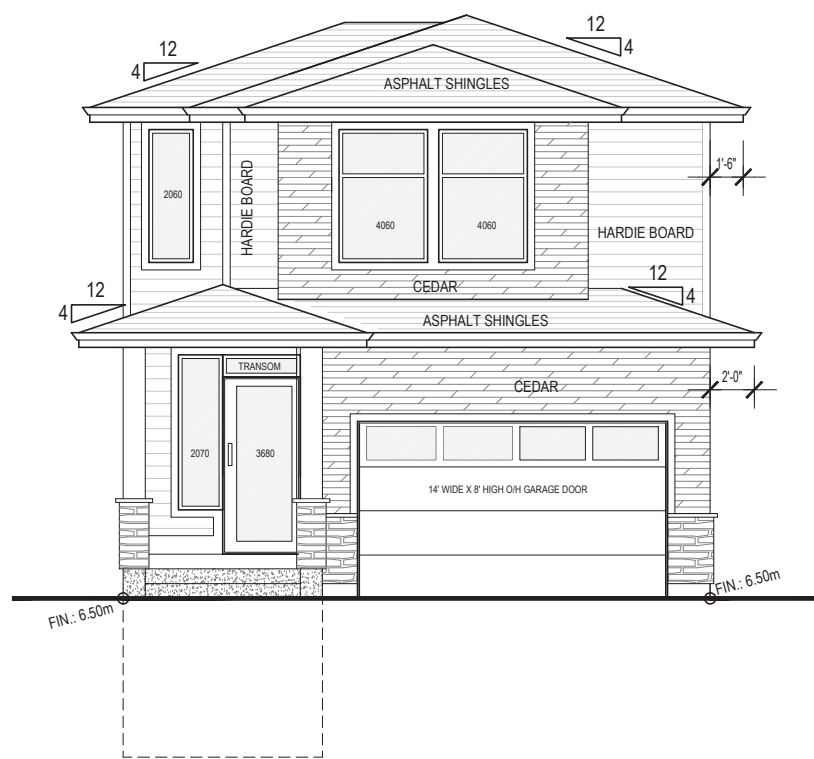 12
4
12
4
ASPHALT SHINGLES
1'-6"
2060
HARDIE BOARD
4060
4060
HARDIE BOARD
12
4
CEDAR
12
4
ASPHALT SHINGLES
TRANSOM
CEDAR
2'-0"
2070
3680
14' WIDE X 8' HIGH O/H GARAGE DOOR
FIN.: 6.50m
FIN.: 6.50m